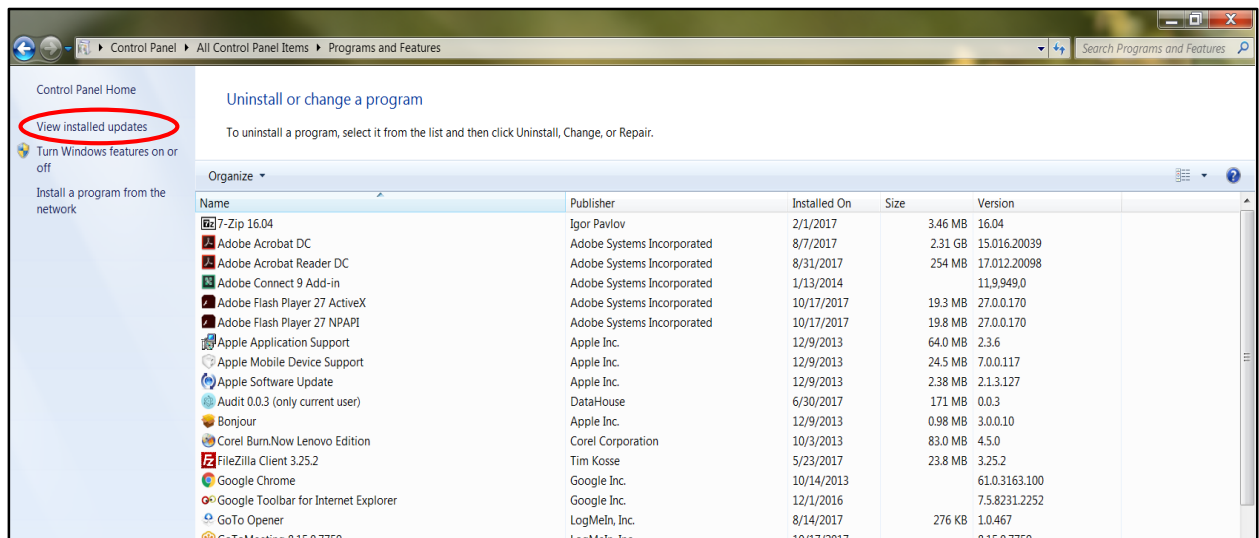 Control Panel ▸ All Control Panel Items ▸ Programs and Features
Search Programs and Features
Control Panel Home
View installed updates
Turn Windows features on or
off
Install a program from the
network
Uninstall or change a program
To uninstall a program, select it from the list and then click Uninstall, Change, or Repair.
Organize
Name Publisher Installed On Size Version
7-Zip 16.04 Igor Pavlov 2/1/2017 3.46 MB 16.04
Adobe Acrobat DC Adobe Systems Incorporated 8/7/2017 2.31 GB 15.016.20039
Adobe Acrobat Reader DC Adobe Systems Incorporated 8/31/2017 254 MB 17.012.20098
Adobe Connect 9 Add-in Adobe Systems Incorporated 1/13/2014 11,9,949,0
Adobe Flash Player 27 ActiveX Adobe Systems Incorporated 10/17/2017 19.3 MB 27.0.0.170
Adobe Flash Player 27 NPAPI Adobe Systems Incorporated 10/17/2017 19.8 MB 27.0.0.170
Apple Application Support Apple Inc. 12/9/2013 64.0 MB 2.3.6
Apple Mobile Device Support Apple Inc. 12/9/2013 24.5 MB 7.0.0.117
Apple Software Update Apple Inc. 12/9/2013 2.38 MB 2.1.3.127
Audit 0.0.3 (only current user) DataHouse 6/30/2017 171 MB 0.0.3
Bonjour Apple Inc. 12/9/2013 0.98 MB 3.0.0.10
Corel Burn.Now Lenovo Edition Corel Corporation 10/3/2013 83.0 MB 4.5.0
FileZilla Client 3.25.2 Tim Kosse 5/23/2017 23.8 MB 3.25.2
Google Chrome Google Inc. 10/14/2013 61.0.3163.100
Google Toolbar for Internet Explorer Google Inc. 12/1/2016 7.5.8231.2252
GoTo Opener LogMeIn, Inc. 8/14/2017 276 KB 1.0.467
GoToMeeting 8.15.0.7750 LogMeIn, Inc. 10/17/2017 8.15.0.7750